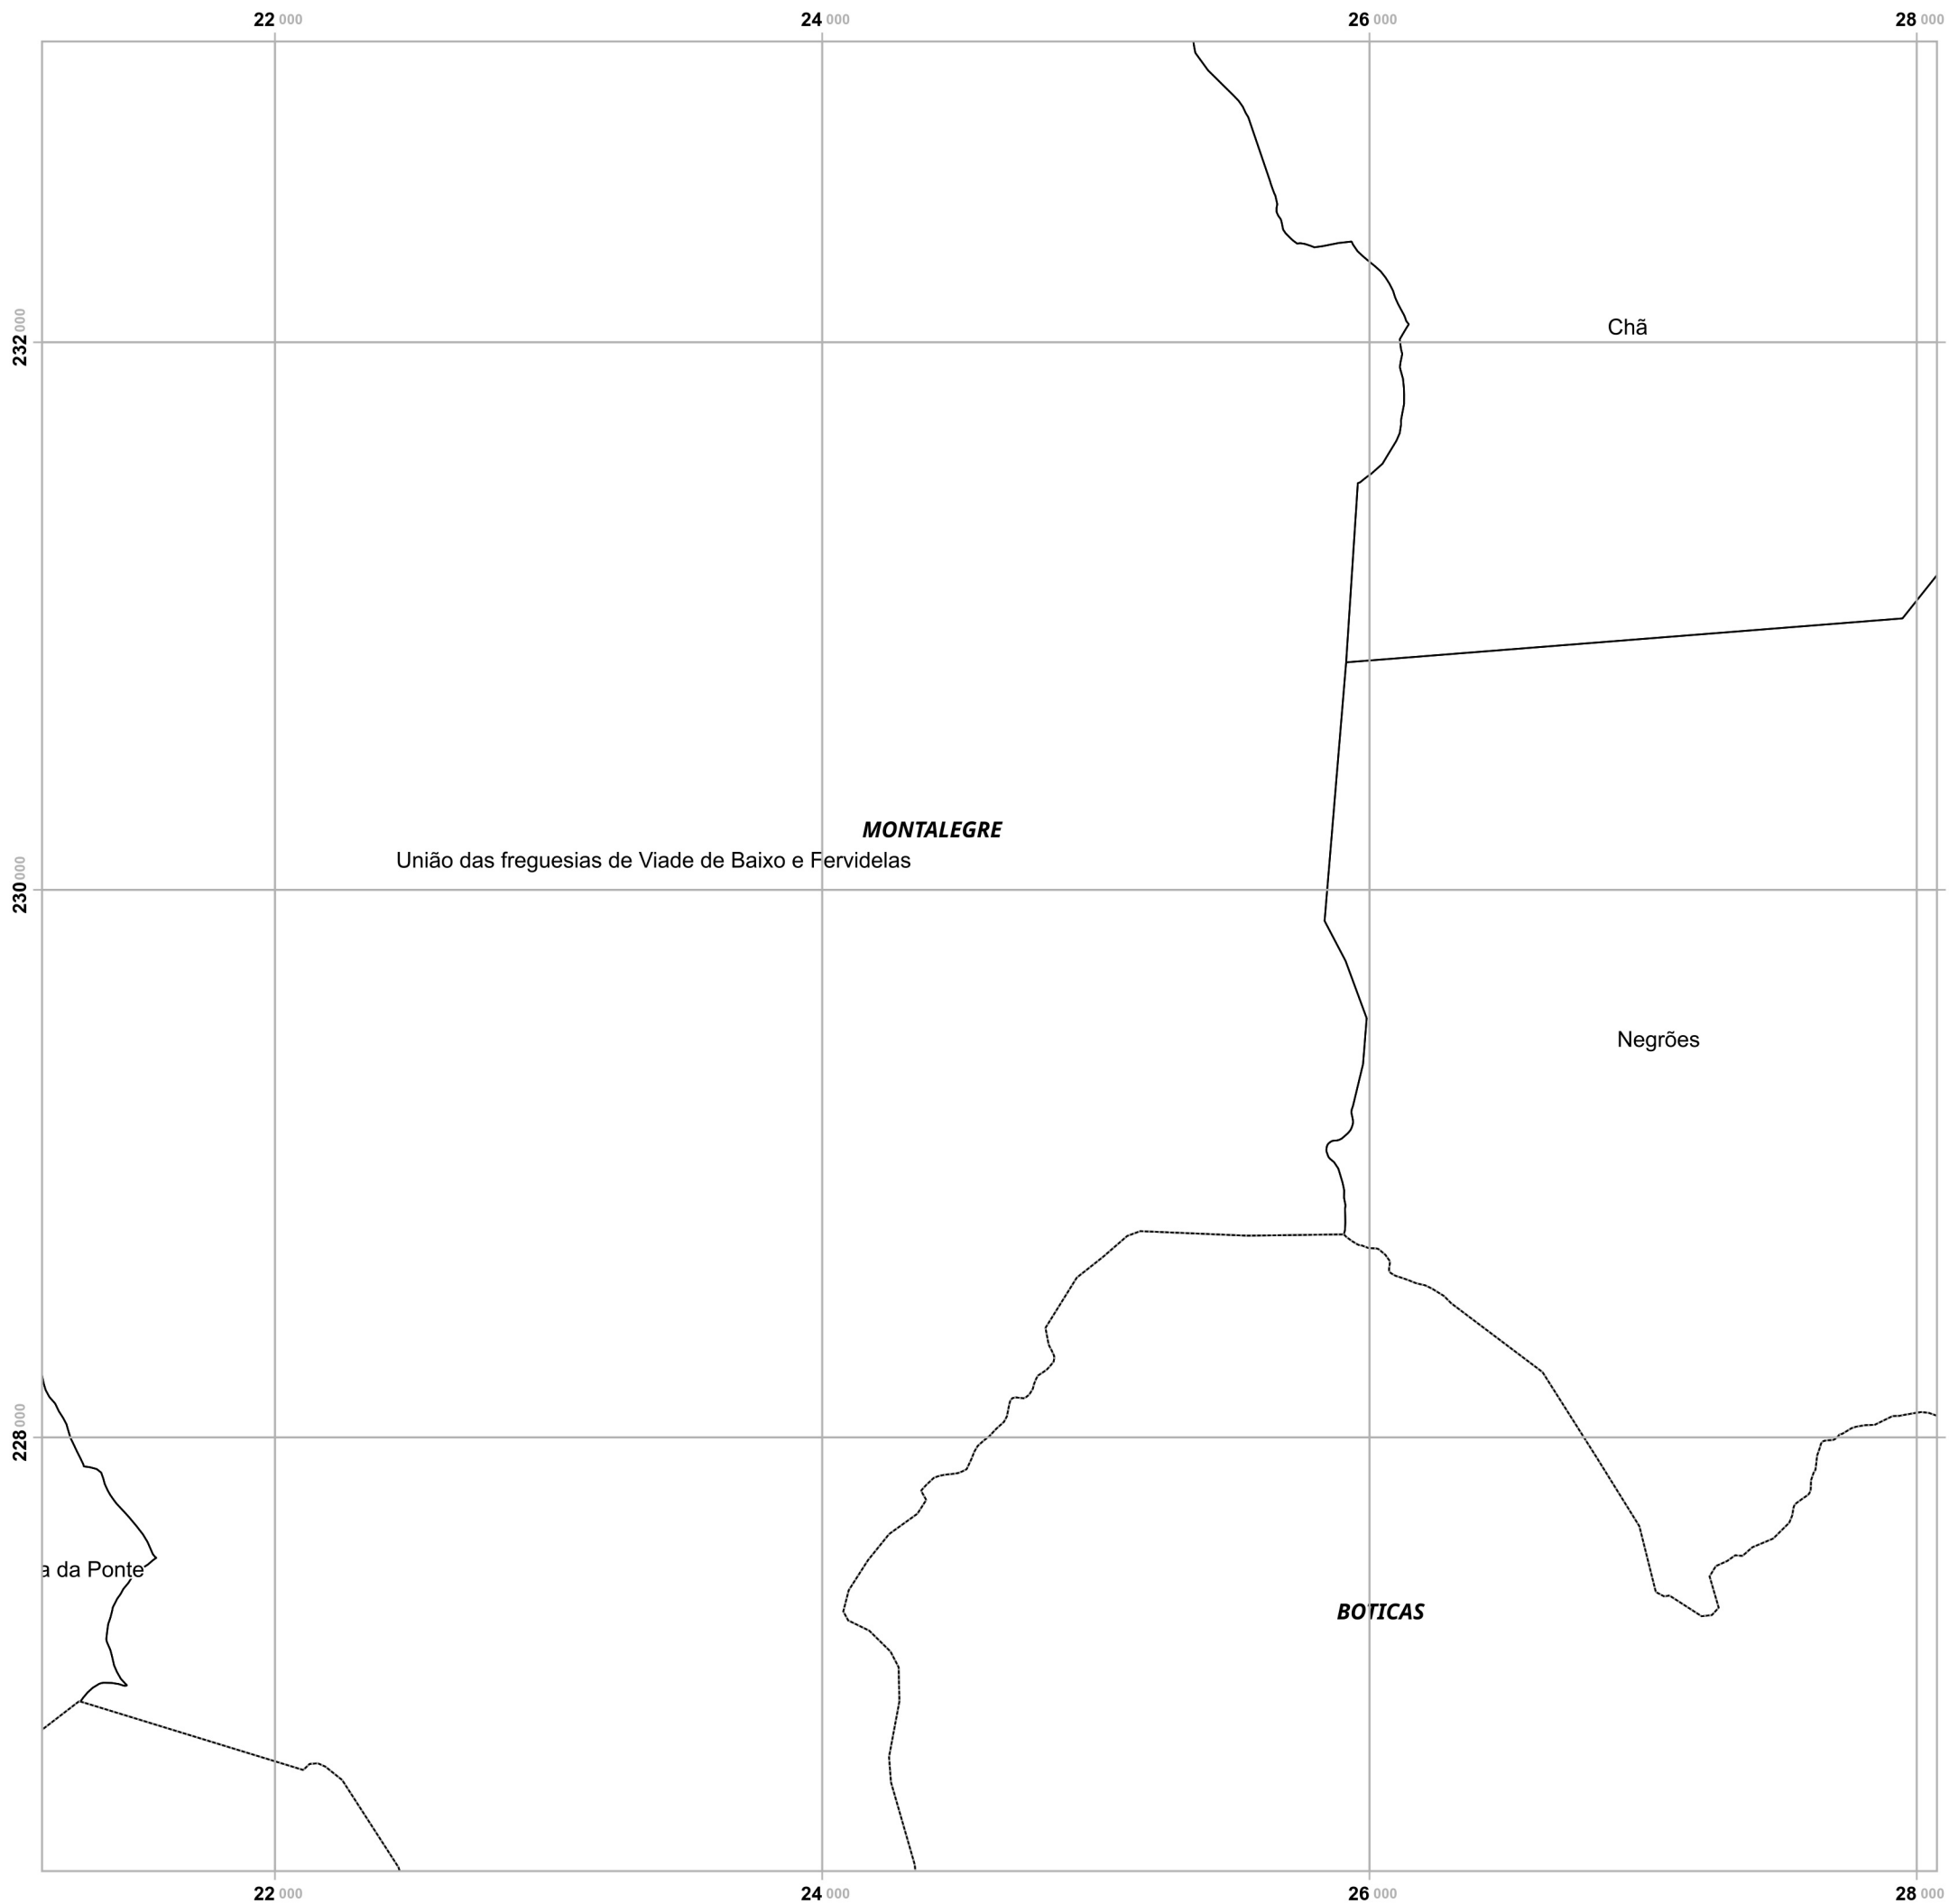 22 000 24 000 26 000 28 000
232 000
Chã
MONTALEGRE
União das freguesias de Viade de Baixo e Fervidelas
230 000
Negrões
228 000
a da Ponte
BOTICAS
22 000 24 000 26 000 28 000